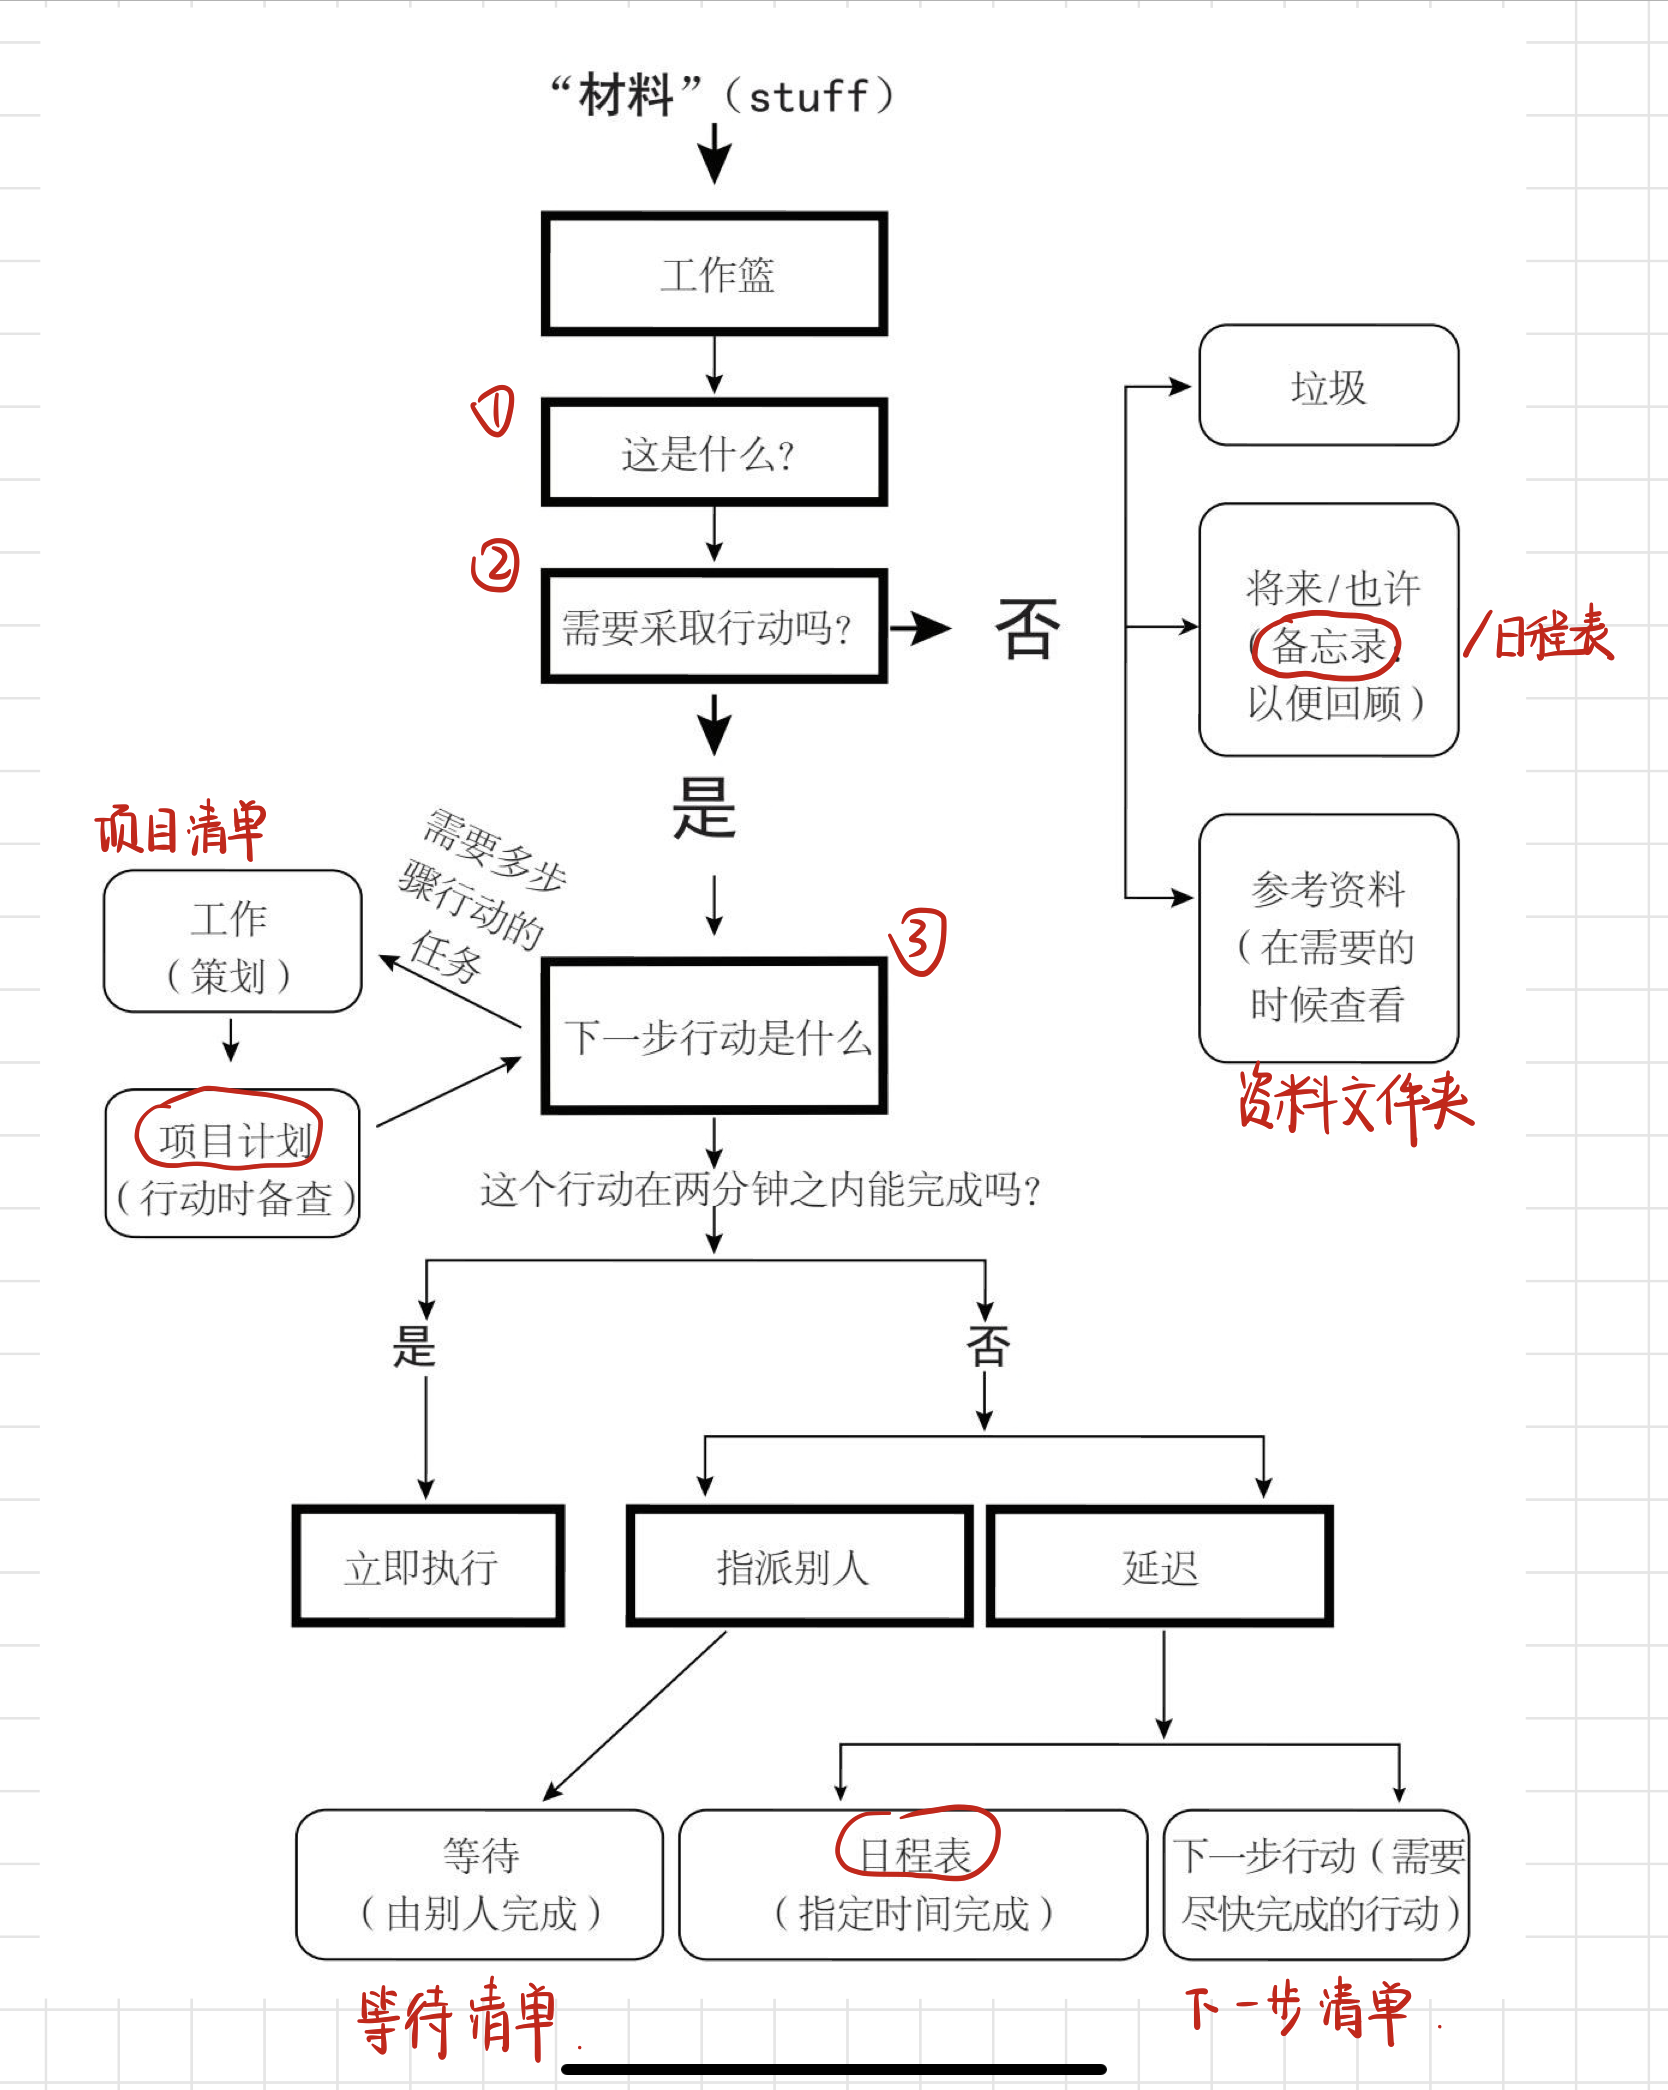 “材料”（stuff）
工作篮
①
这是什么？
②
需要采取行动吗？
否
垃圾
将来/也许
（备忘录，
以便回顾）
/日程表
参考资料
（在需要的
时候查看
资料文件夹
是
项目清单
工作
（策划）
需要多步
骤行动的
任务
③
下一步行动是什么
项目计划
（行动时备查）
这个行动在两分钟之内能完成吗？
是
否
立即执行
指派别人
延迟
等待
（由别人完成）
日程表
（指定时间完成）
下一步行动（需要
尽快完成的行动）
等待清单.
下一步清单.